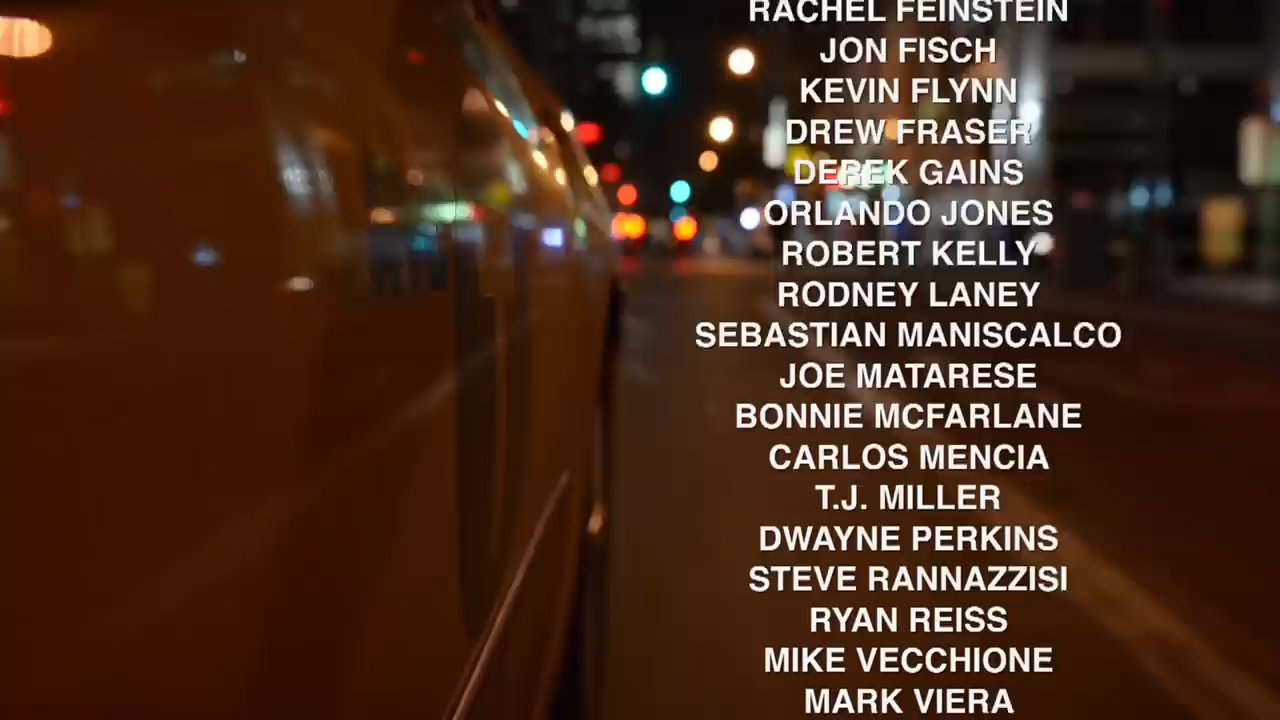 RACHEL FEINSTEIN
JON FISCH
KEVIN FLYNN
DREW FRASER
DEREK GAINS
ORLANDO JONES
ROBERT KELLY
RODNEY LANEY
SEBASTIAN MANISCALCO
JOE MATARESE
BONNIE MCFARLANE
CARLOS MENCIA
T.J. MILLER
DWAYNE PERKINS
STEVE RANNAZZISI
RYAN REISS
MIKE VECCHIONE
MARK VIERA